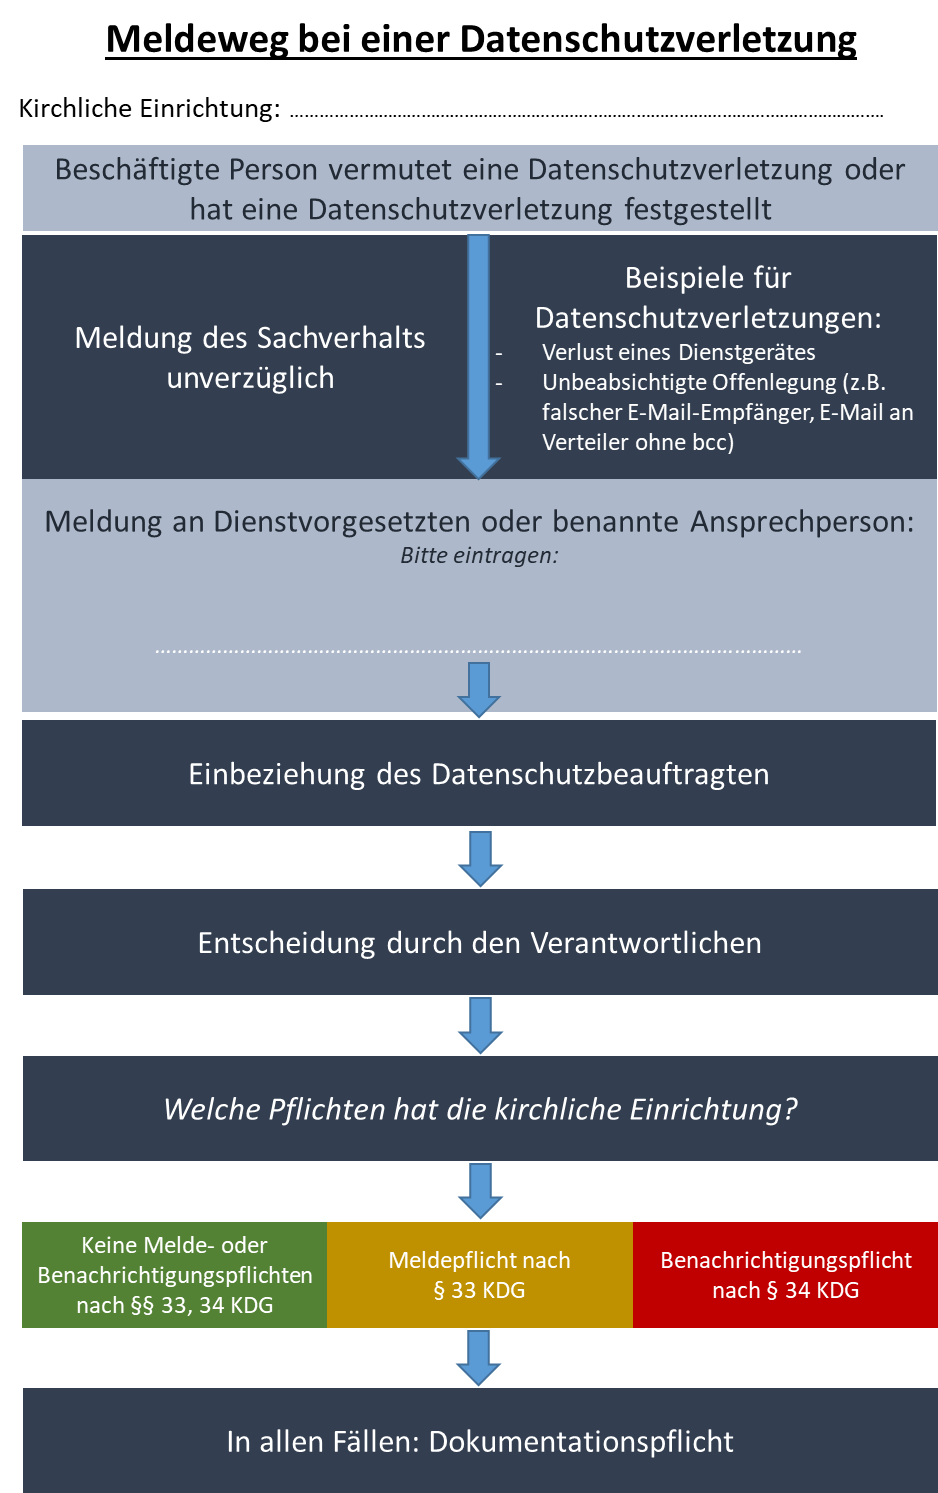 Meldeweg bei einer Datenschutzverletzung
Kirchliche Einrichtung: ………………………………………………………………………………………………………….
Beschäftigte Person vermutet eine Datenschutzverletzung oder
hat eine Datenschutzverletzung festgestellt
Meldung des Sachverhalts
unverzüglich
Beispiele für
Datenschutzverletzungen:
- Verlust eines Dienstgerätes
- Unbeabsichtigte Offenlegung (z.B.
falscher E-Mail-Empfänger, E-Mail an
Verteiler ohne bcc)
Meldung an Dienstvorgesetzten oder benannte Ansprechperson:
Bitte eintragen:
……………………………………………………………………………………………………
Einbeziehung des Datenschutzbeauftragten
Entscheidung durch den Verantwortlichen
Welche Pflichten hat die kirchliche Einrichtung?
Keine Melde- oder
Benachrichtigungspflichten
nach §§ 33, 34 KDG
Meldepflicht nach
§ 33 KDG
Benachrichtigungspflicht
nach § 34 KDG
In allen Fällen: Dokumentationspflicht